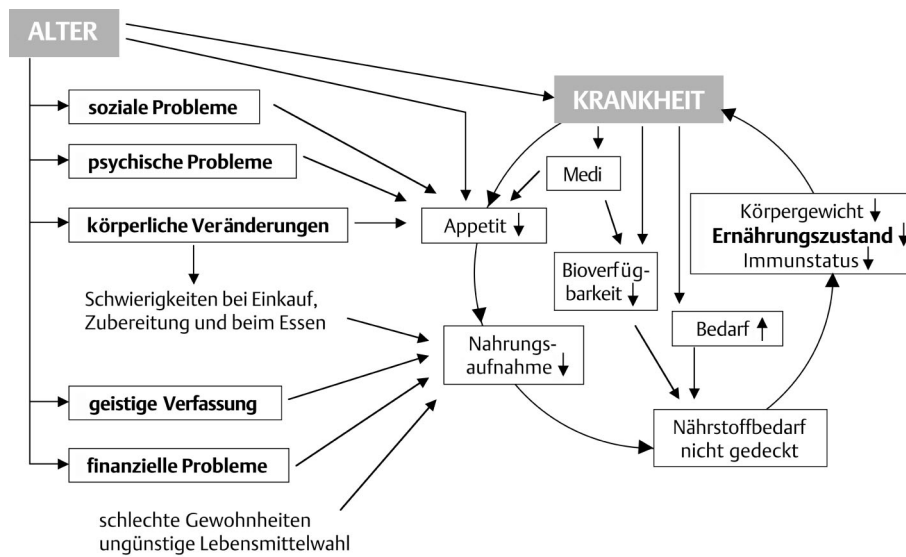 ALTER
KRANKHEIT
soziale Probleme
psychische Probleme
Medi
körperliche Veränderungen
Appetit ↓
Körpergewicht ↓
Ernährungszustand ↓
Immunstatus ↓
Bioverfüg-
barkeit ↓
Schwierigkeiten bei Einkauf,
Zubereitung und beim Essen
Bedarf ↑
Nahrungs-
aufnahme ↓
geistige Verfassung
Nährstoffbedarf
nicht gedeckt
finanzielle Probleme
schlechte Gewohnheiten
ungünstige Lebensmittelwahl